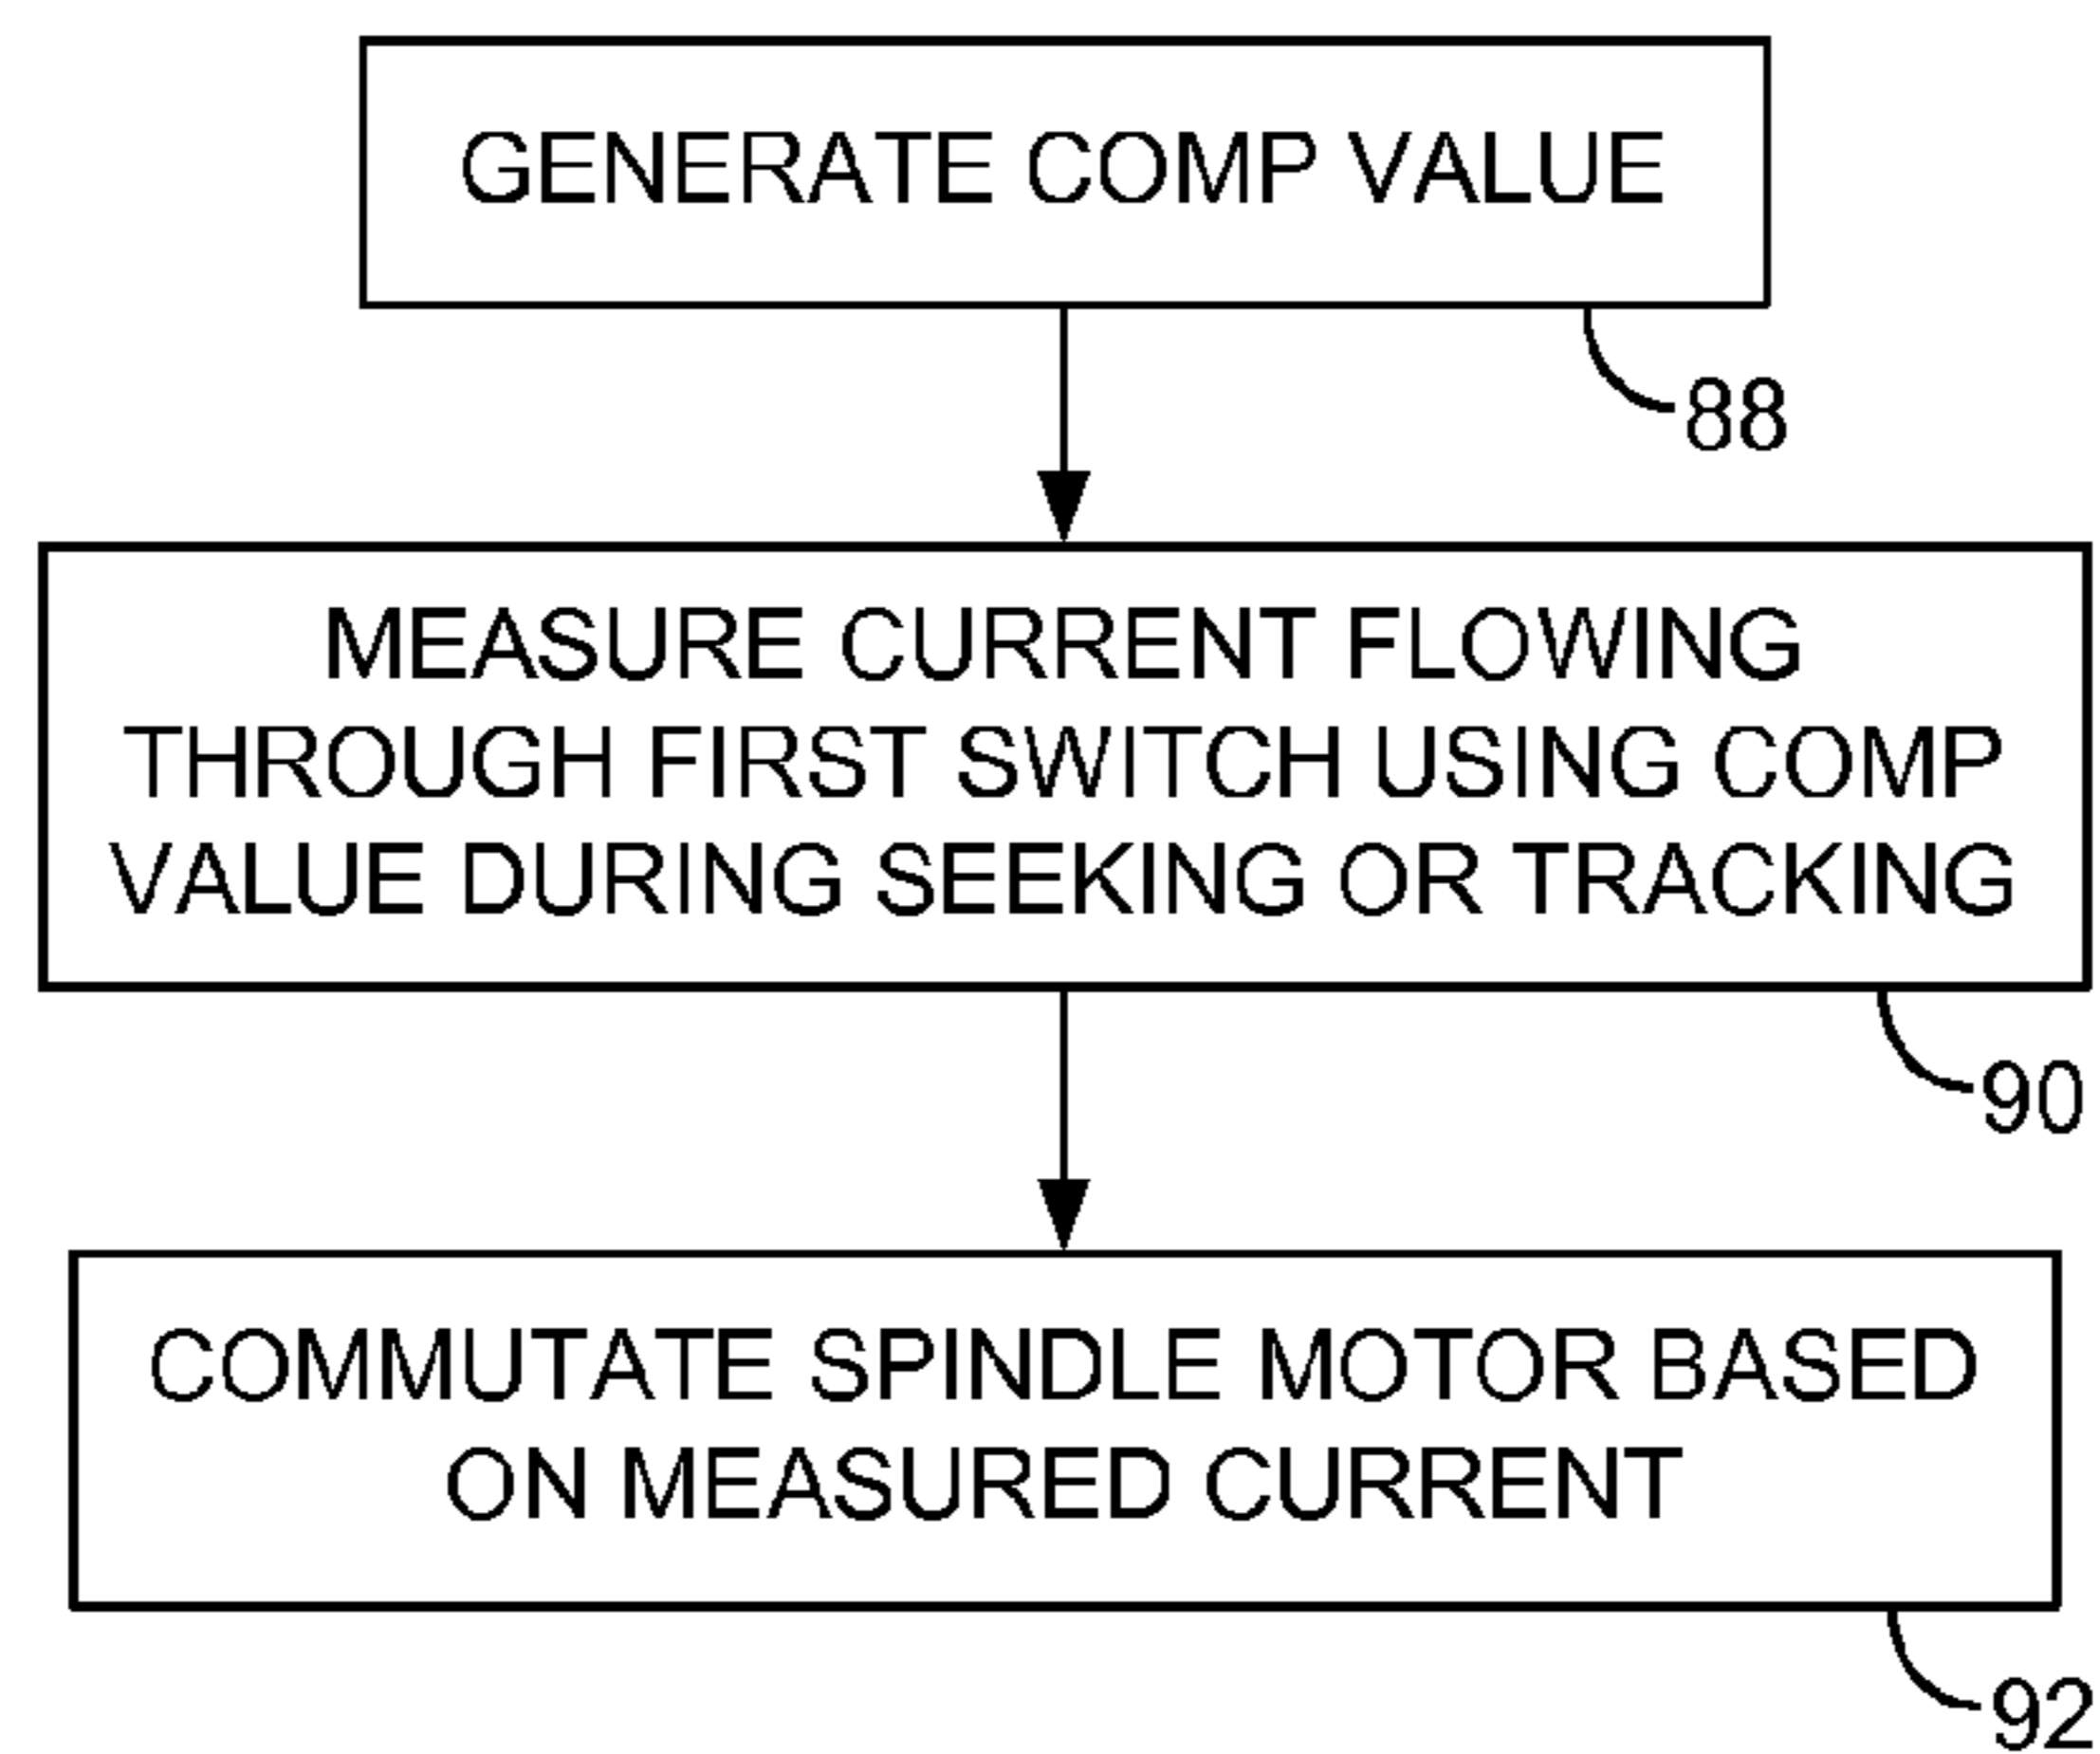 GENERATE COMP VALUE
88
MEASURE CURRENT FLOWING
THROUGH FIRST SWITCH USING COMP
VALUE DURING SEEKING OR TRACKING
90
COMMUTATE SPINDLE MOTOR BASED
ON MEASURED CURRENT
92